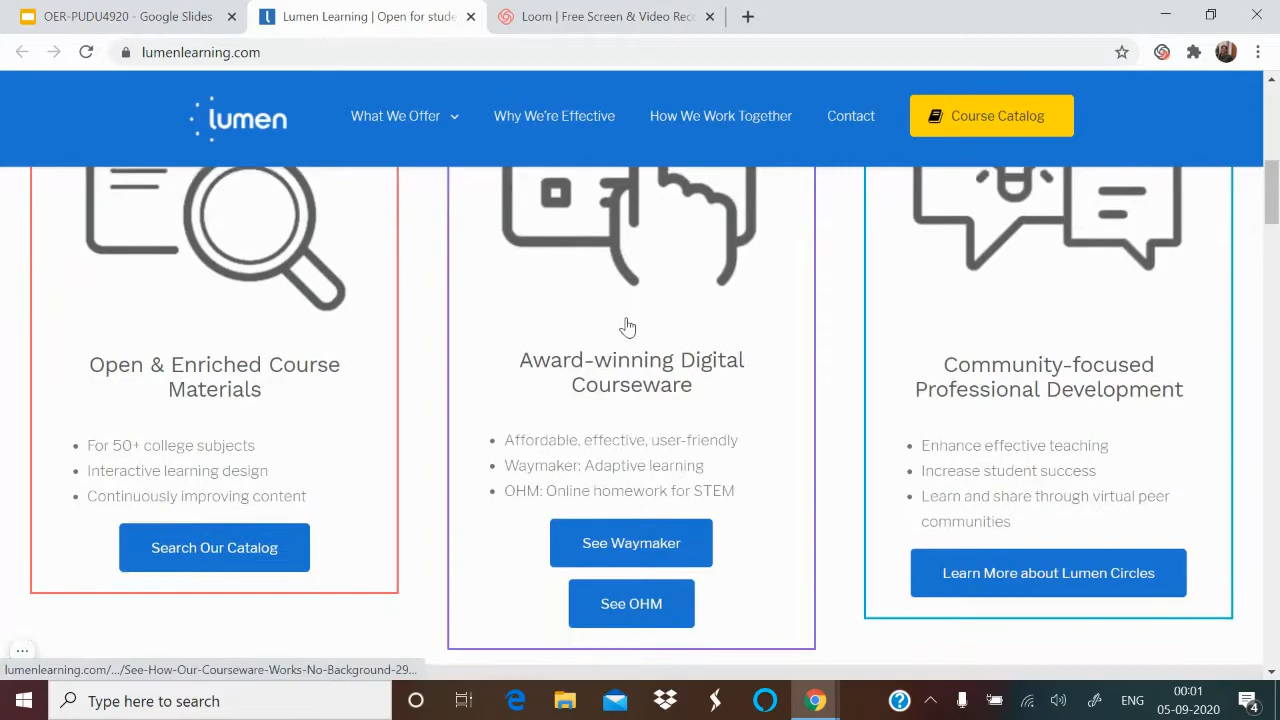 OER-PUDU4920 - Google Slides
Lumen Learning | Open for stude
Loom | Free Screen & Video Rec
lumenlearning.com
lumen
What We Offer
Why We're Effective
How We Work Together
Contact
Course Catalog
Open & Enriched Course
Materials
For 50+ college subjects
Interactive learning design
Continuously improving content
Search Our Catalog
Award-winning Digital
Courseware
Affordable, effective, user-friendly
Waymaker: Adaptive learning
OHM: Online homework for STEM
See Waymaker
See OHM
Community-focused
Professional Development
Enhance effective teaching
Increase student success
Learn and share through virtual peer
communities
Learn More about Lumen Circles
lumenlearning.com/.../See-How-Our-Courseware-Works-No-Background-29...
Type here to search
ENG
00:01
05-09-2020
4